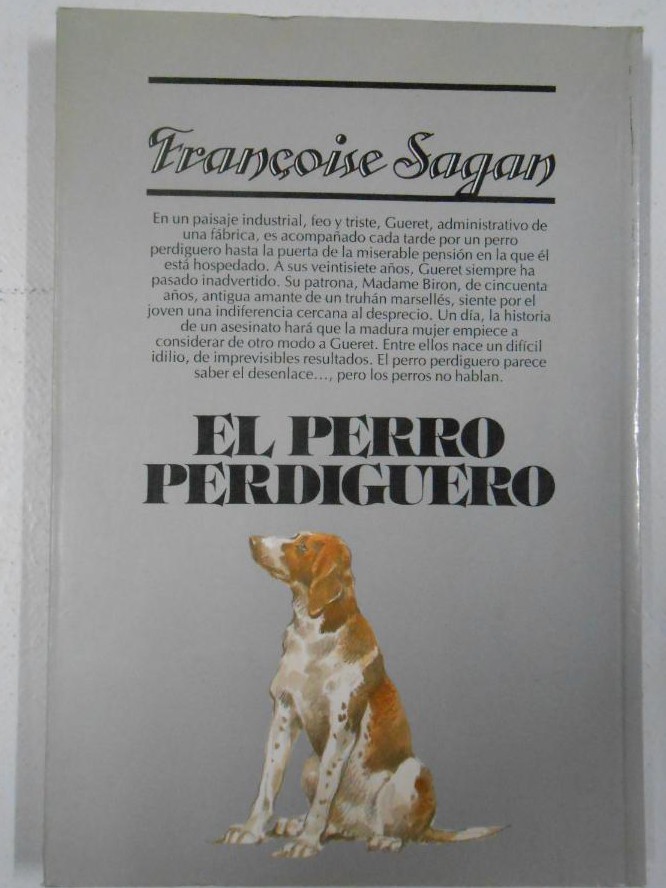 Françoise Sagan
En un paisaje industrial, feo y triste, Gueret, administrativo de
una fábrica, es acompañado cada tarde por un perro
perdiguero hasta la puerta de la miserable pensión en la que él
está hospedado. A sus veintisiete años, Gueret siempre ha
pasado inadvertido. Su patrona, Madame Biron, de cincuenta
años, antigua amante de un truhán marsellés, siente por el
joven una indiferencia cercana al desprecio. Un día, la historia
de un asesinato hará que la madura mujer empiece a
considerar de otro modo a Gueret. Entre ellos nace un difícil
idilio, de imprevisibles resultados. El perro perdiguero parece
saber el desenlace..., pero los perros no hablan.
EL PERRO
PERDIGUERO